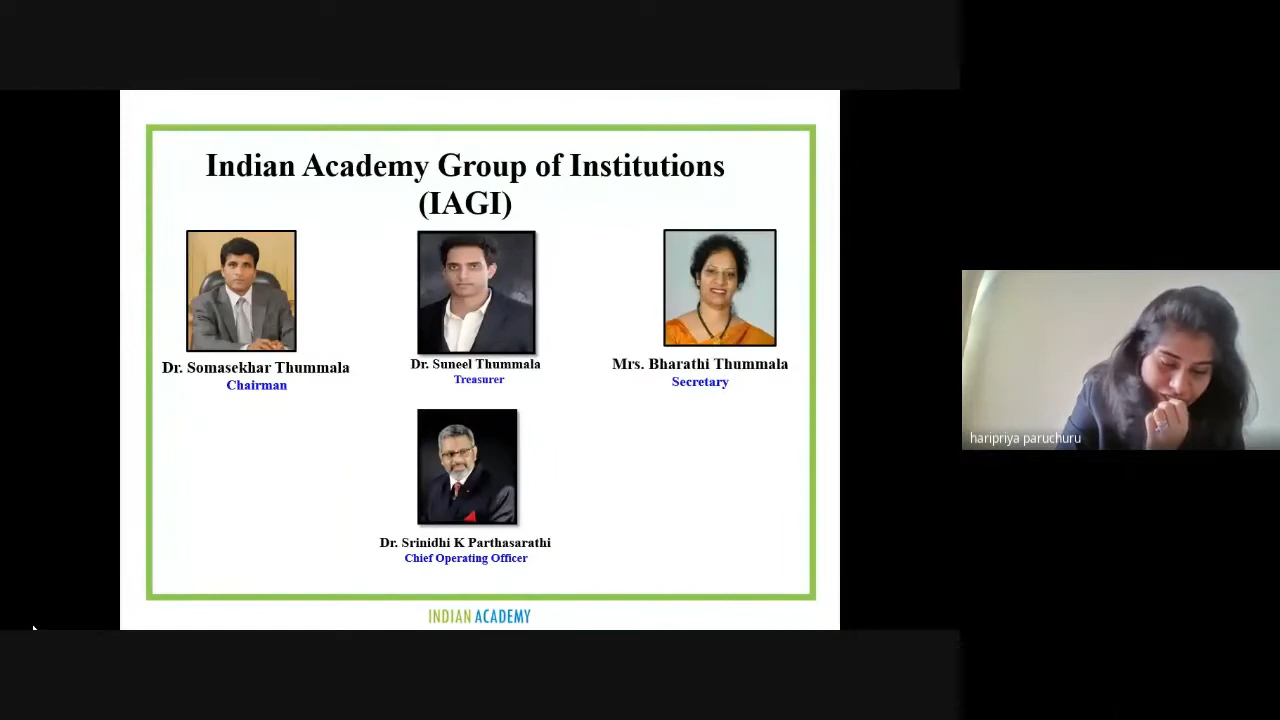 Indian Academy Group of Institutions
(IAGI)
Dr. Somasekhar Thummala
Chairman
Dr. Suneel Thummala
Treasurer
Mrs. Bharathi Thummala
Secretary
Dr. Srinidhi K Parthasarathi
Chief Operating Officer
INDIAN ACADEMY
haripriya paruchuru